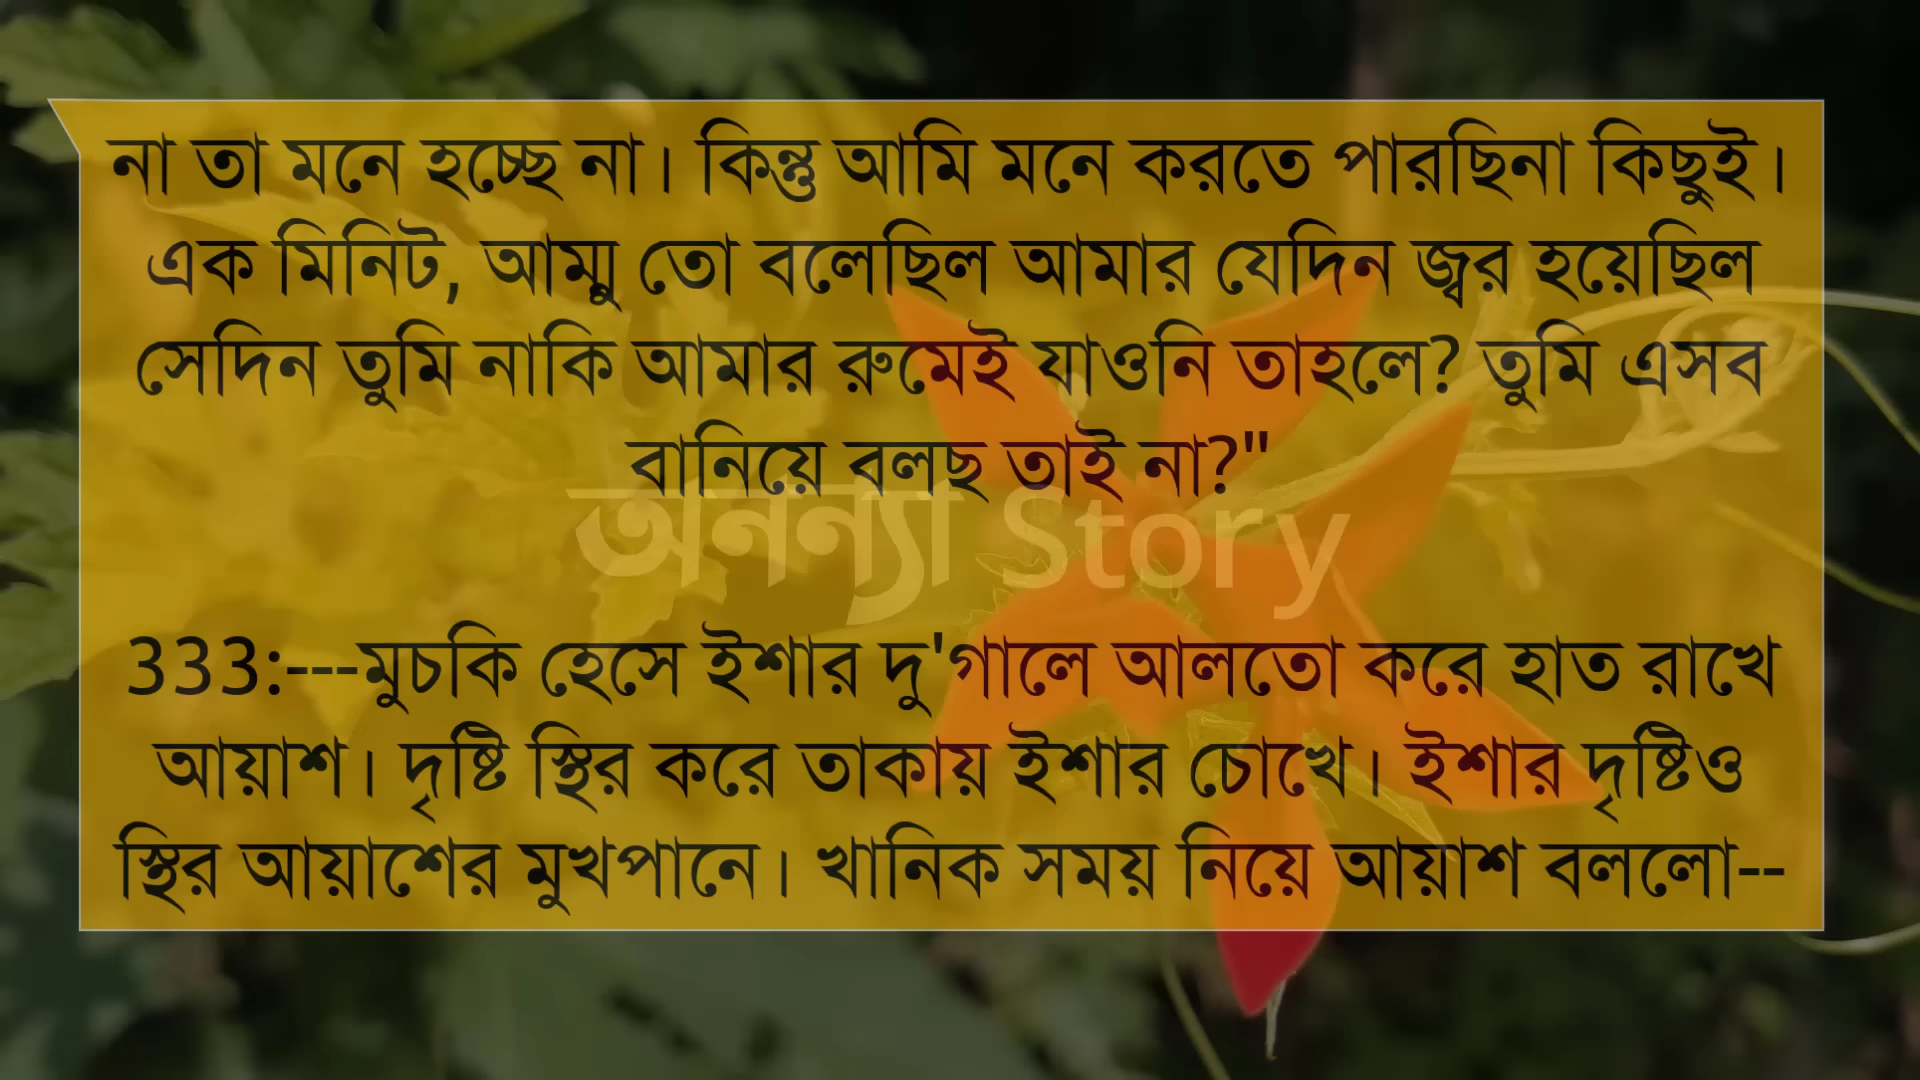 না তা মনে হচ্ছে না। কিন্তু আমি মনে করতে পারছিনা কিছুই।
এক মিনিট, আম্মু তো বলেছিল আমার যেদিন জ্বর হয়েছিল
সেদিন তুমি নাকি আমার রুমেই যাওনি তাহলে? তুমি এসব
বানিয়ে বলছ তাই না?"
অনন্যা Story
333:---মুচকি হেসে ইশার দু'গালে আলতো করে হাত রাখে
আয়াশ। দৃষ্টি স্থির করে তাকায় ইশার চোখে। ইশার দৃষ্টিও
স্থির আয়াশের মুখপানে। খানিক সময় নিয়ে আয়াশ বললো--